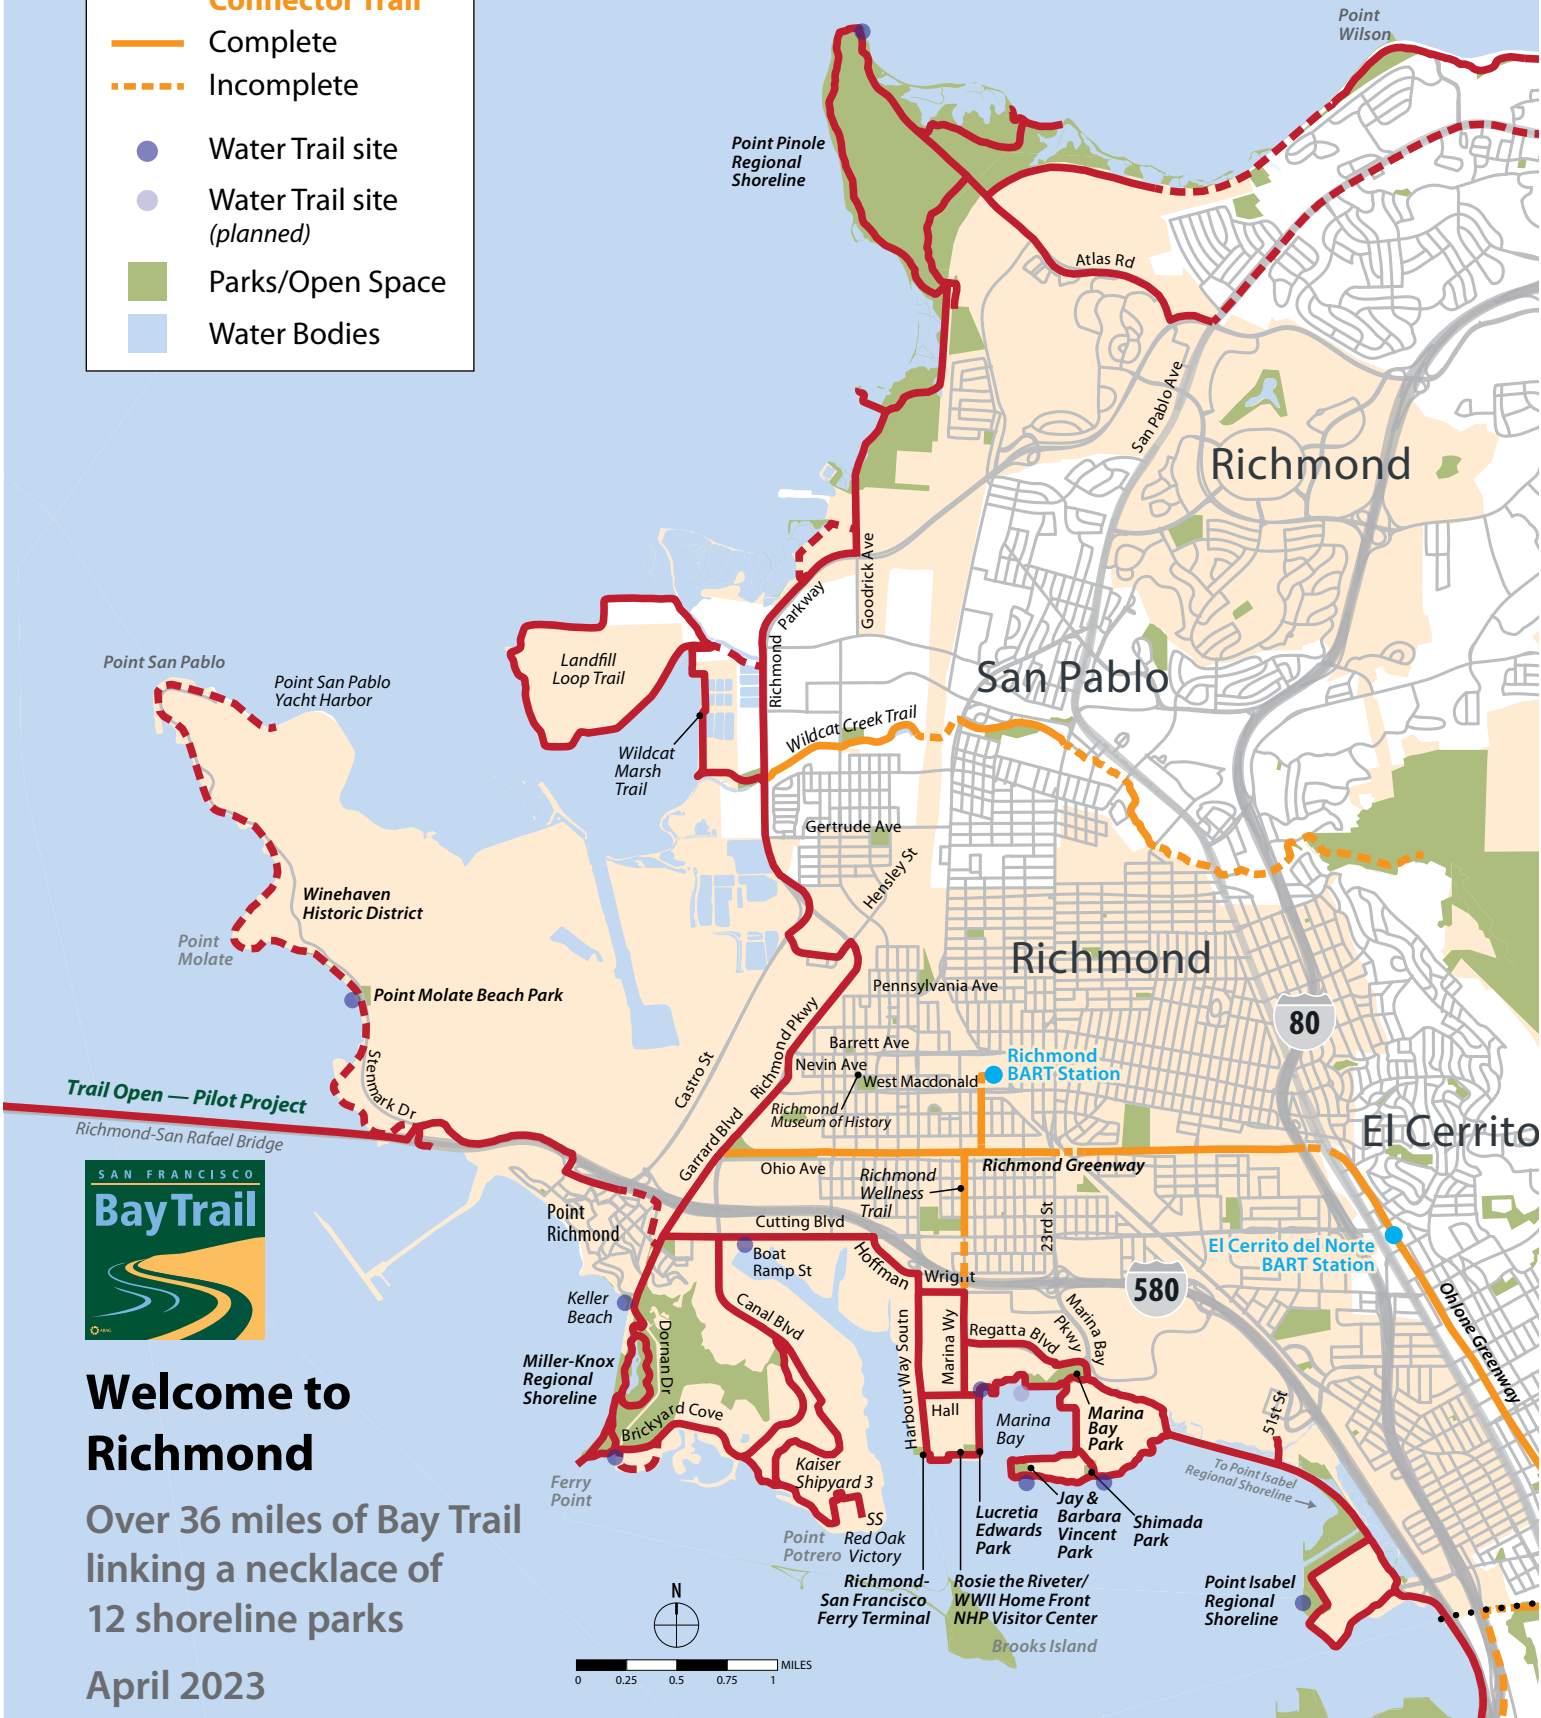 Connector Trail
Complete
Incomplete
Water Trail site
Water Trail site
(planned)
Parks/Open Space
Water Bodies
Point
Wilson
Point Pinole
Regional
Shoreline
Atlas Rd
San Pablo Ave
Richmond
Goodrick Ave
Parkway
Richmond
Landfill
Loop Trail
San Pablo
Point San Pablo
Point San Pablo
Yacht Harbor
Wildcat Creek Trail
Wildcat
Marsh
Trail
Gertrude Ave
Hensley St
Winehaven
Historic District
Point
Molate
Richmond
Pennsylvania Ave
Point Molate Beach Park
80
Barrett Ave
Nevin Ave
West Macdonald
Richmond
BART Station
Richmond Pkwy
Castro St
Stenmark Dr
Richmond
Museum of History
Trail Open — Pilot Project
Richmond-San Rafael Bridge
El Cerrito
Garrard Blvd
Ohio Ave
Richmond Greenway
Richmond
Wellness
Trail
SAN FRANCISCO
Bay Trail
ABAG
Point
Richmond
Cutting Blvd
23rd St
El Cerrito del Norte
BART Station
Boat
Ramp St
Hoffman
Wright
580
Ohlone Greenway
Keller
Beach
Canal Blvd
Dornan Dr
Harbour Way South
Marina Wy
Regatta Blvd
Marina Bay
Pkwy
Miller-Knox
Regional
Shoreline
Brickyard Cove
Hall
Marina
Bay
Marina
Bay
Park
51st St
Welcome to
Richmond
Kaiser
Shipyard 3
To Point Isabel
Regional Shoreline
Ferry
Point
SS
Red Oak
Victory
Point
Potrero
Lucretia
Edwards
Park
Jay &
Barbara
Vincent
Park
Shimada
Park
Over 36 miles of Bay Trail
linking a necklace of
12 shoreline parks
Richmond-
San Francisco
Ferry Terminal
Rosie the Riveter/
WWII Home Front
NHP Visitor Center
Point Isabel
Regional
Shoreline
Brooks Island
N
MILES
0 0.25 0.5 0.75 1
April 2023